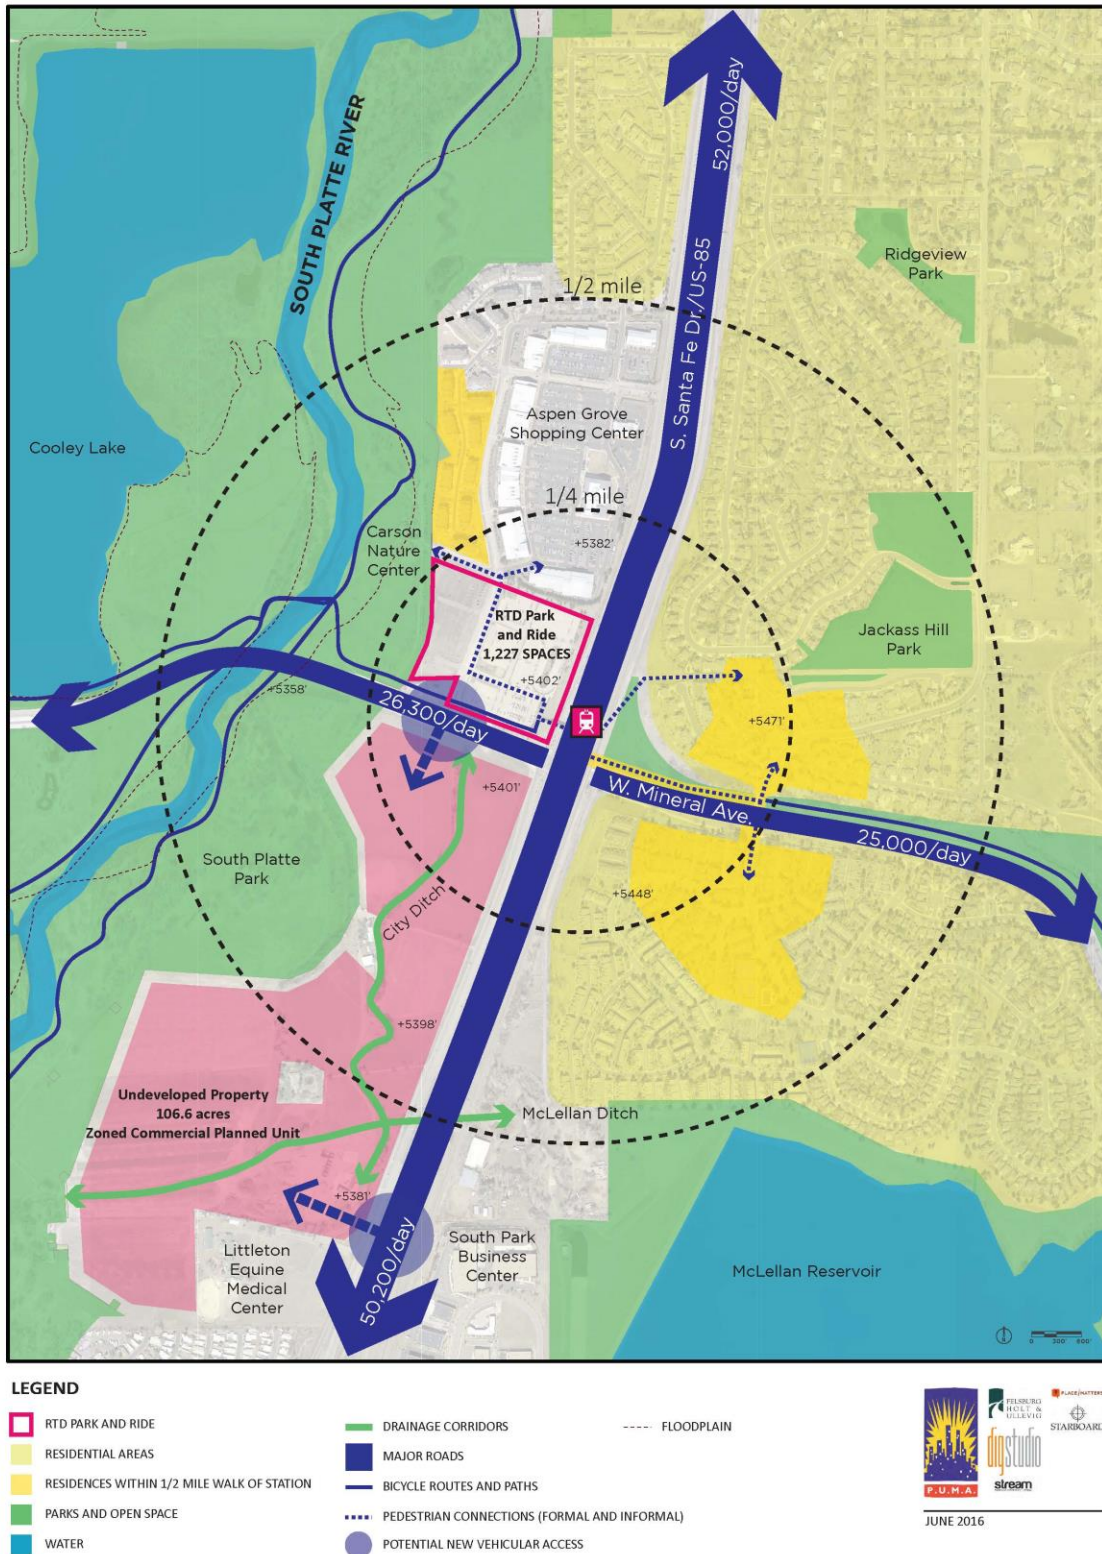 52,000/day
SOUTH PLATTE RIVER
Ridgeview
Park
1/2 mile
S. Santa Fe Dr./US-85
Aspen Grove
Shopping Center
Cooley Lake
1/4 mile
Carson
Nature
Center
+5382'
RTD Park
and Ride
1,227 SPACES
Jackass Hill
Park
+5402'
+5358'
26,300/day
+5471'
+5401'
W. Mineral Ave.
25,000/day
South Platte
Park
+5448'
City Ditch
+5398'
Undeveloped Property
106.6 acres
Zoned Commercial Planned Unit
McLellan Ditch
+5381'
Littleton
Equine
Medical
Center
50,200/day
South Park
Business
Center
McLellan Reservoir
LEGEND
RTD PARK AND RIDE
RESIDENTIAL AREAS
RESIDENCES WITHIN 1/2 MILE WALK OF STATION
PARKS AND OPEN SPACE
WATER
DRAINAGE CORRIDORS
MAJOR ROADS
BICYCLE ROUTES AND PATHS
PEDESTRIAN CONNECTIONS (FORMAL AND INFORMAL)
POTENTIAL NEW VEHICULAR ACCESS
FLOODPLAIN
P.U.M.A.
FELSBURG
HOLT &
ULLEVIG
digstudio
stream
PLACE/MATTERS
STARBOARD
JUNE 2016